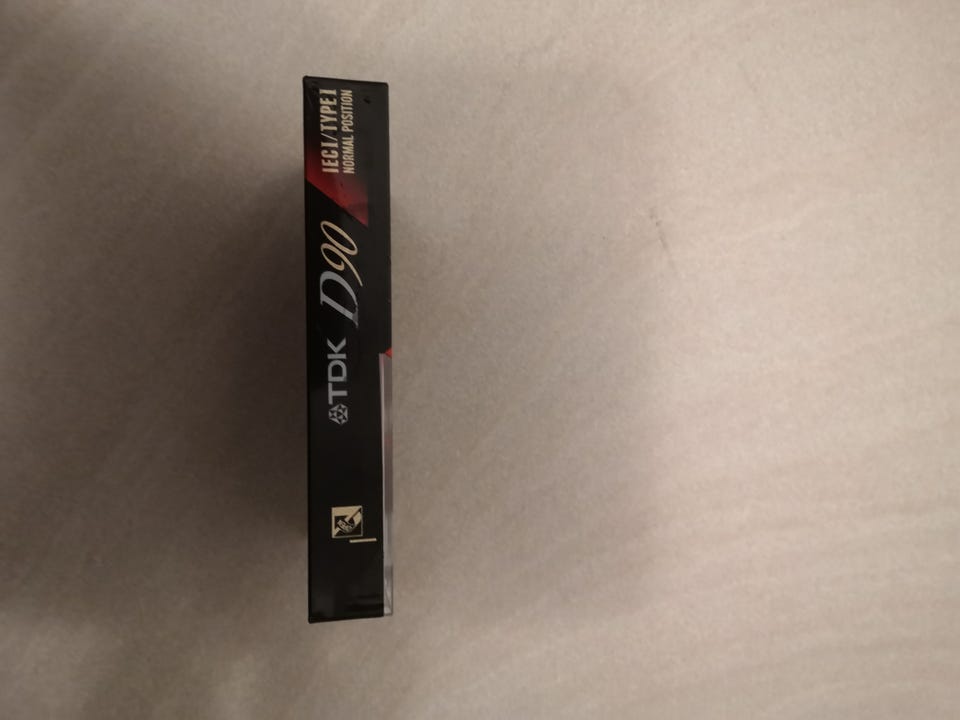 TDK D90
IEC I / TYPE I
NORMAL POSITION